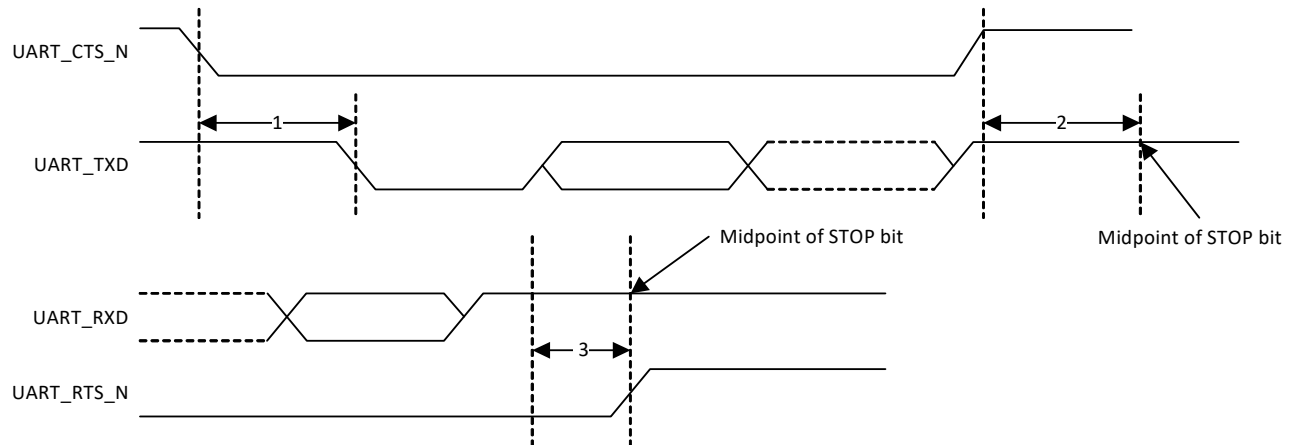 UART_CTS_N
1
2
UART_TXD
Midpoint of STOP bit
Midpoint of STOP bit
UART_RXD
3
UART_RTS_N